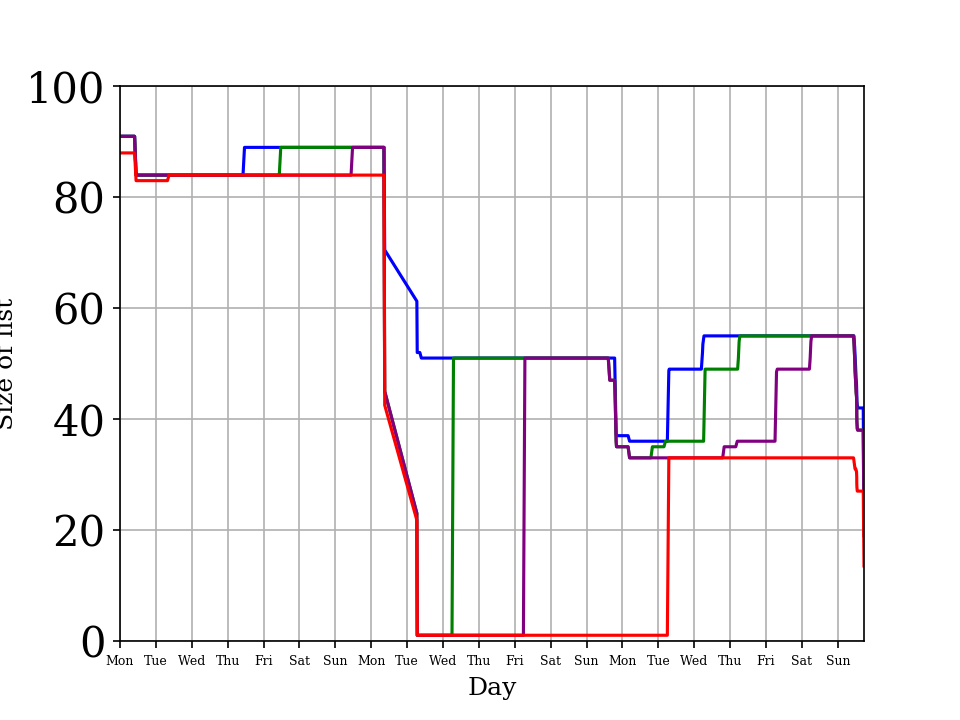 100
80
60
40
20
0
Size of list
Mon Tue Wed Thu Fri Sat Sun Mon Tue Wed Thu Fri Sat Sun Mon Tue Wed Thu Fri Sat Sun
Day